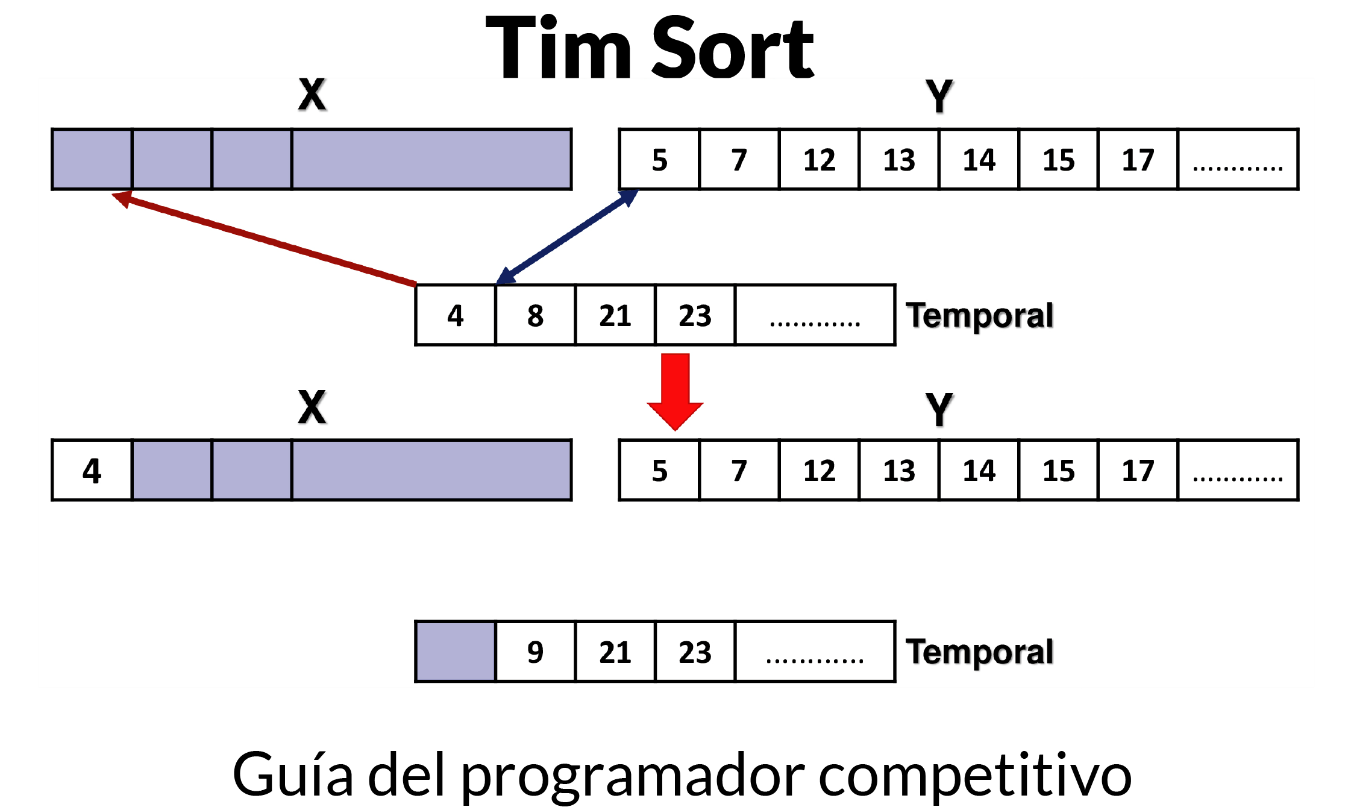 Tim Sort
X Y
5 7 12 13 14 15 17 ............
4 8 21 23 ............ Temporal
X Y
4 5 7 12 13 14 15 17 ............
9 21 23 ............. Temporal
Guía del programador competitivo